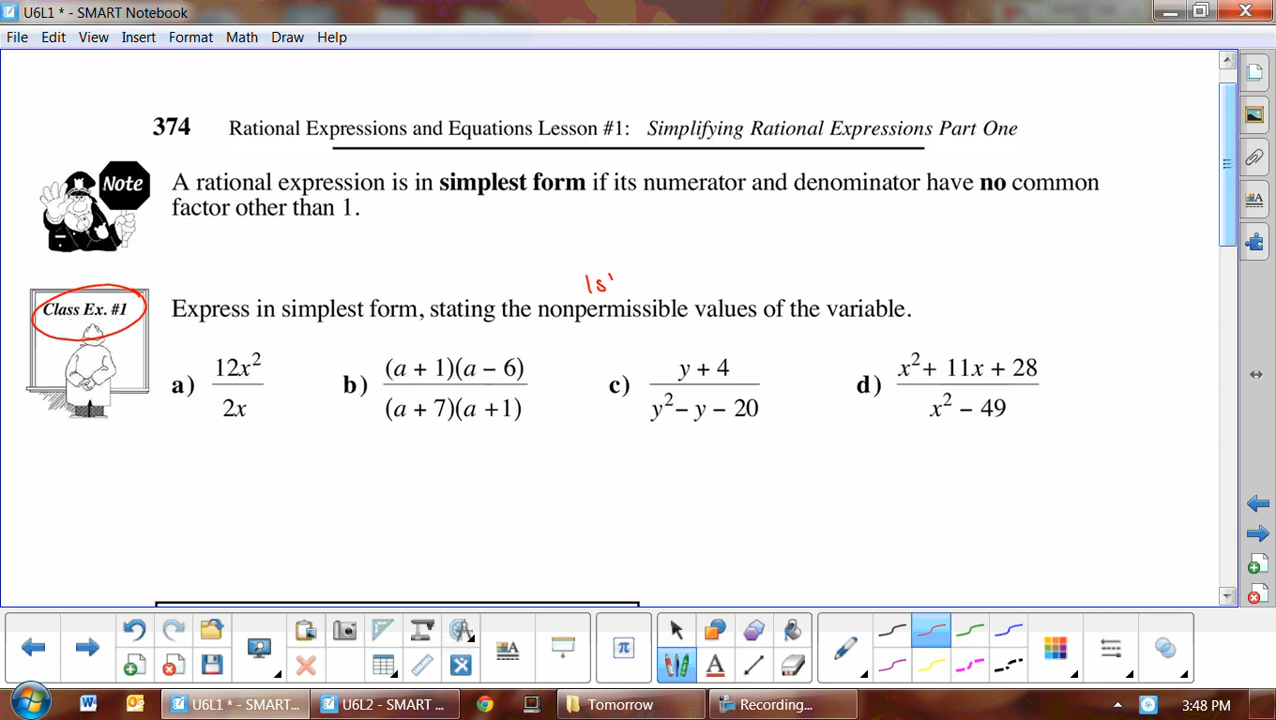 U6L1 * - SMART Notebook
File Edit View Insert Format Math Draw Help
374 Rational Expressions and Equations Lesson #1: Simplifying Rational Expressions Part One
Note
A rational expression is in simplest form if its numerator and denominator have no common
factor other than 1.
Class Ex. #1
Express in simplest form, stating the nonpermissible values of the variable.
a) 12x² / 2x
b) (a + 1)(a − 6) / (a + 7)(a +1)
c) y + 4 / y² − y − 20
d) x² + 11x + 28 / x² − 49
π
A
U6L1 * - SMART...
U6L2 - SMART ...
Tomorrow
Recording...
3:48 PM